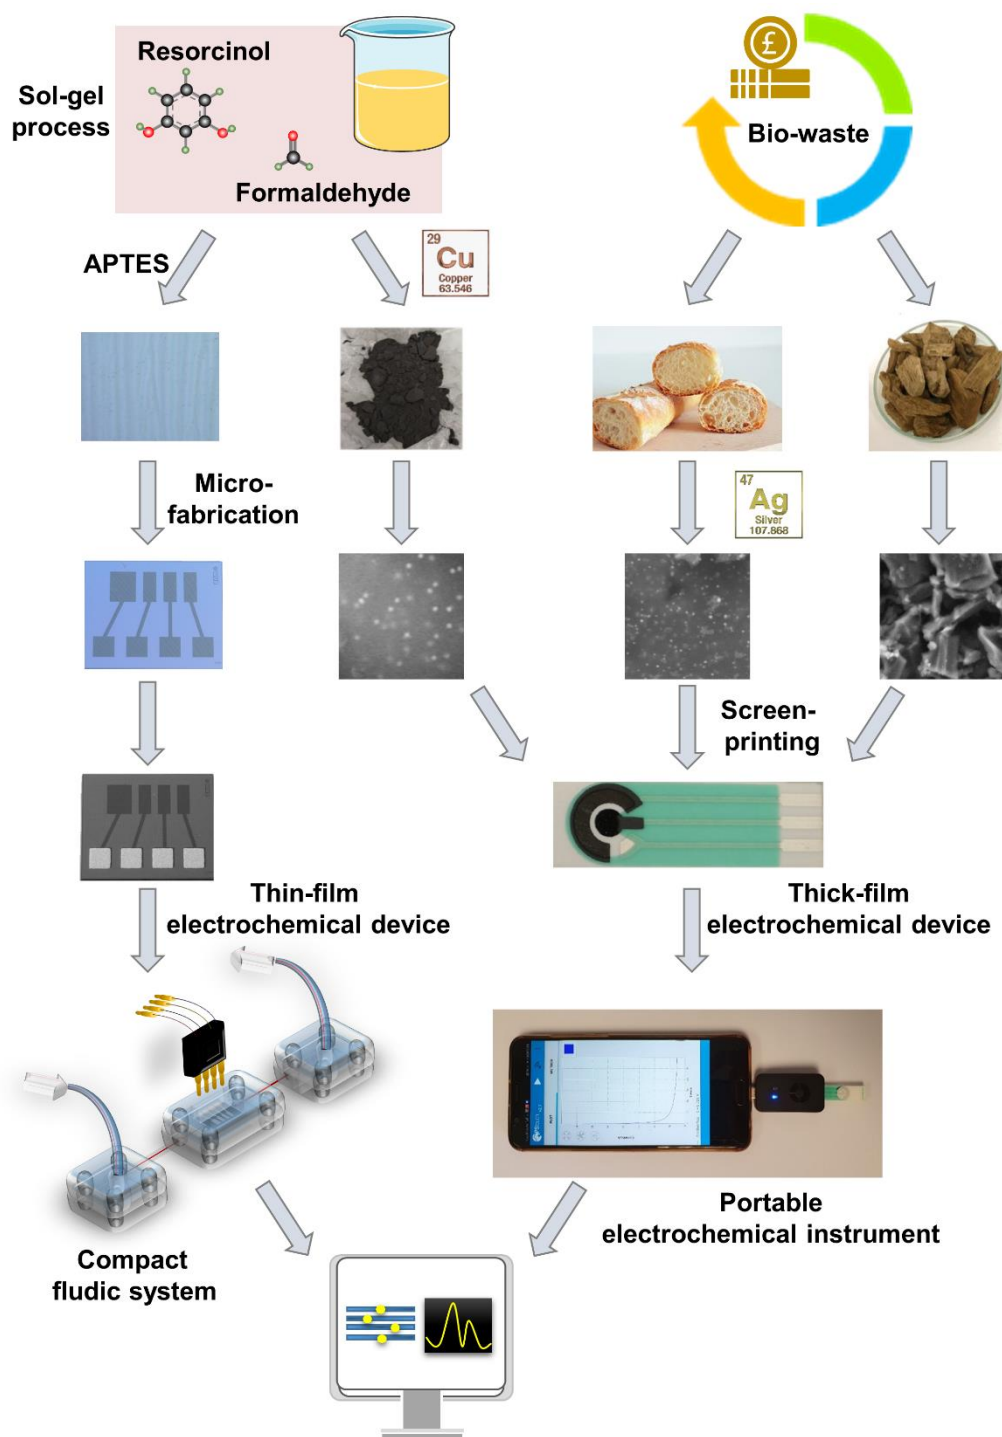 Resorcinol
Sol-gel
process
Formaldehyde
£
Bio-waste
APTES
29
Cu
Copper
63.546
Micro-
fabrication
47
Ag
Silver
107.868
Screen-
printing
Thin-film
electrochemical device
Thick-film
electrochemical device
Portable
electrochemical instrument
Compact
fludic system